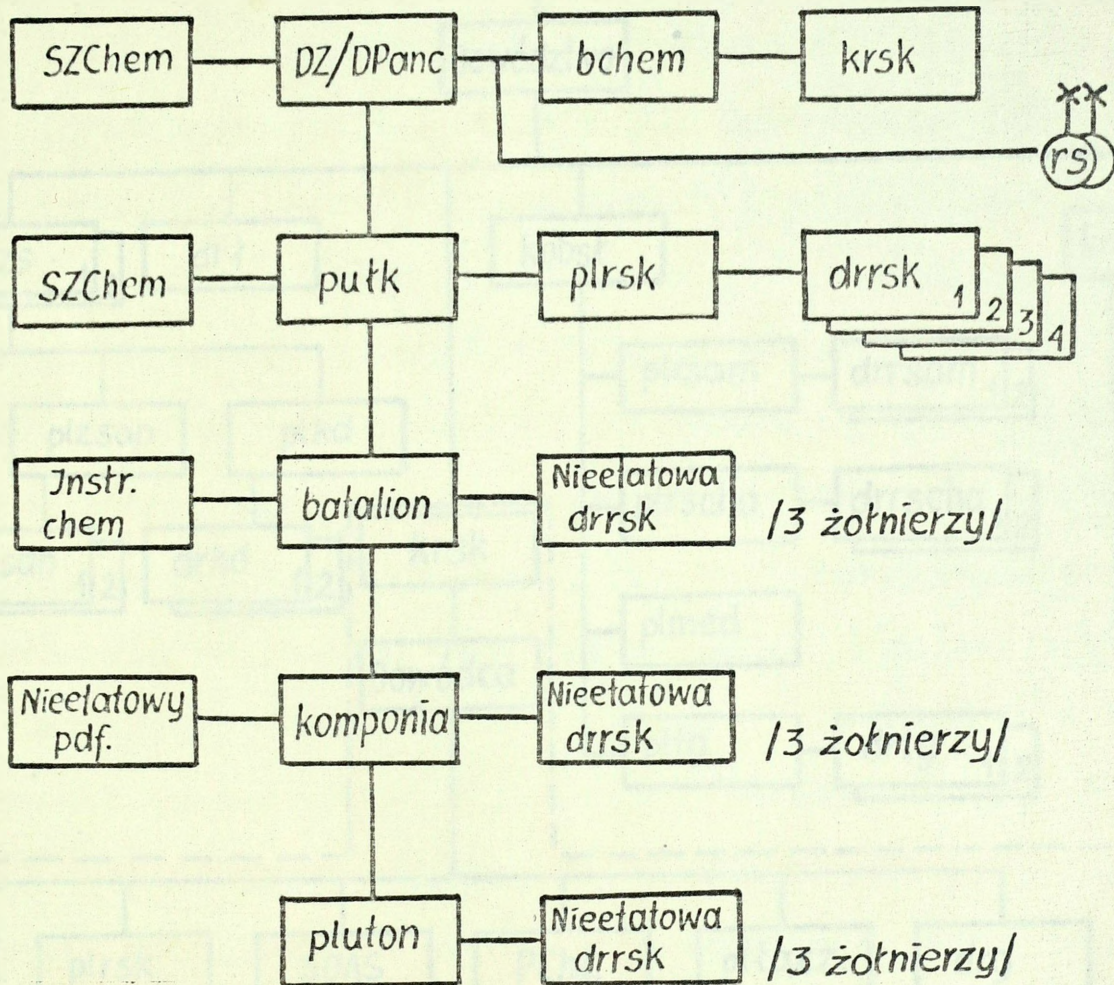 SZChem
DZ/DPanc
bchem
krsk
rs
SZChem
pułk
plrsk
drrsk 1
2
3
4
Jnstr.
chem
batalion
Nieetatowa
drrsk
/3 żołnierzy/
Nieetatowy
pdf.
komponia
Nieetatowa
drrsk
/3 żołnierzy/
pluton
Nieetatowa
drrsk
/3 żołnierzy/